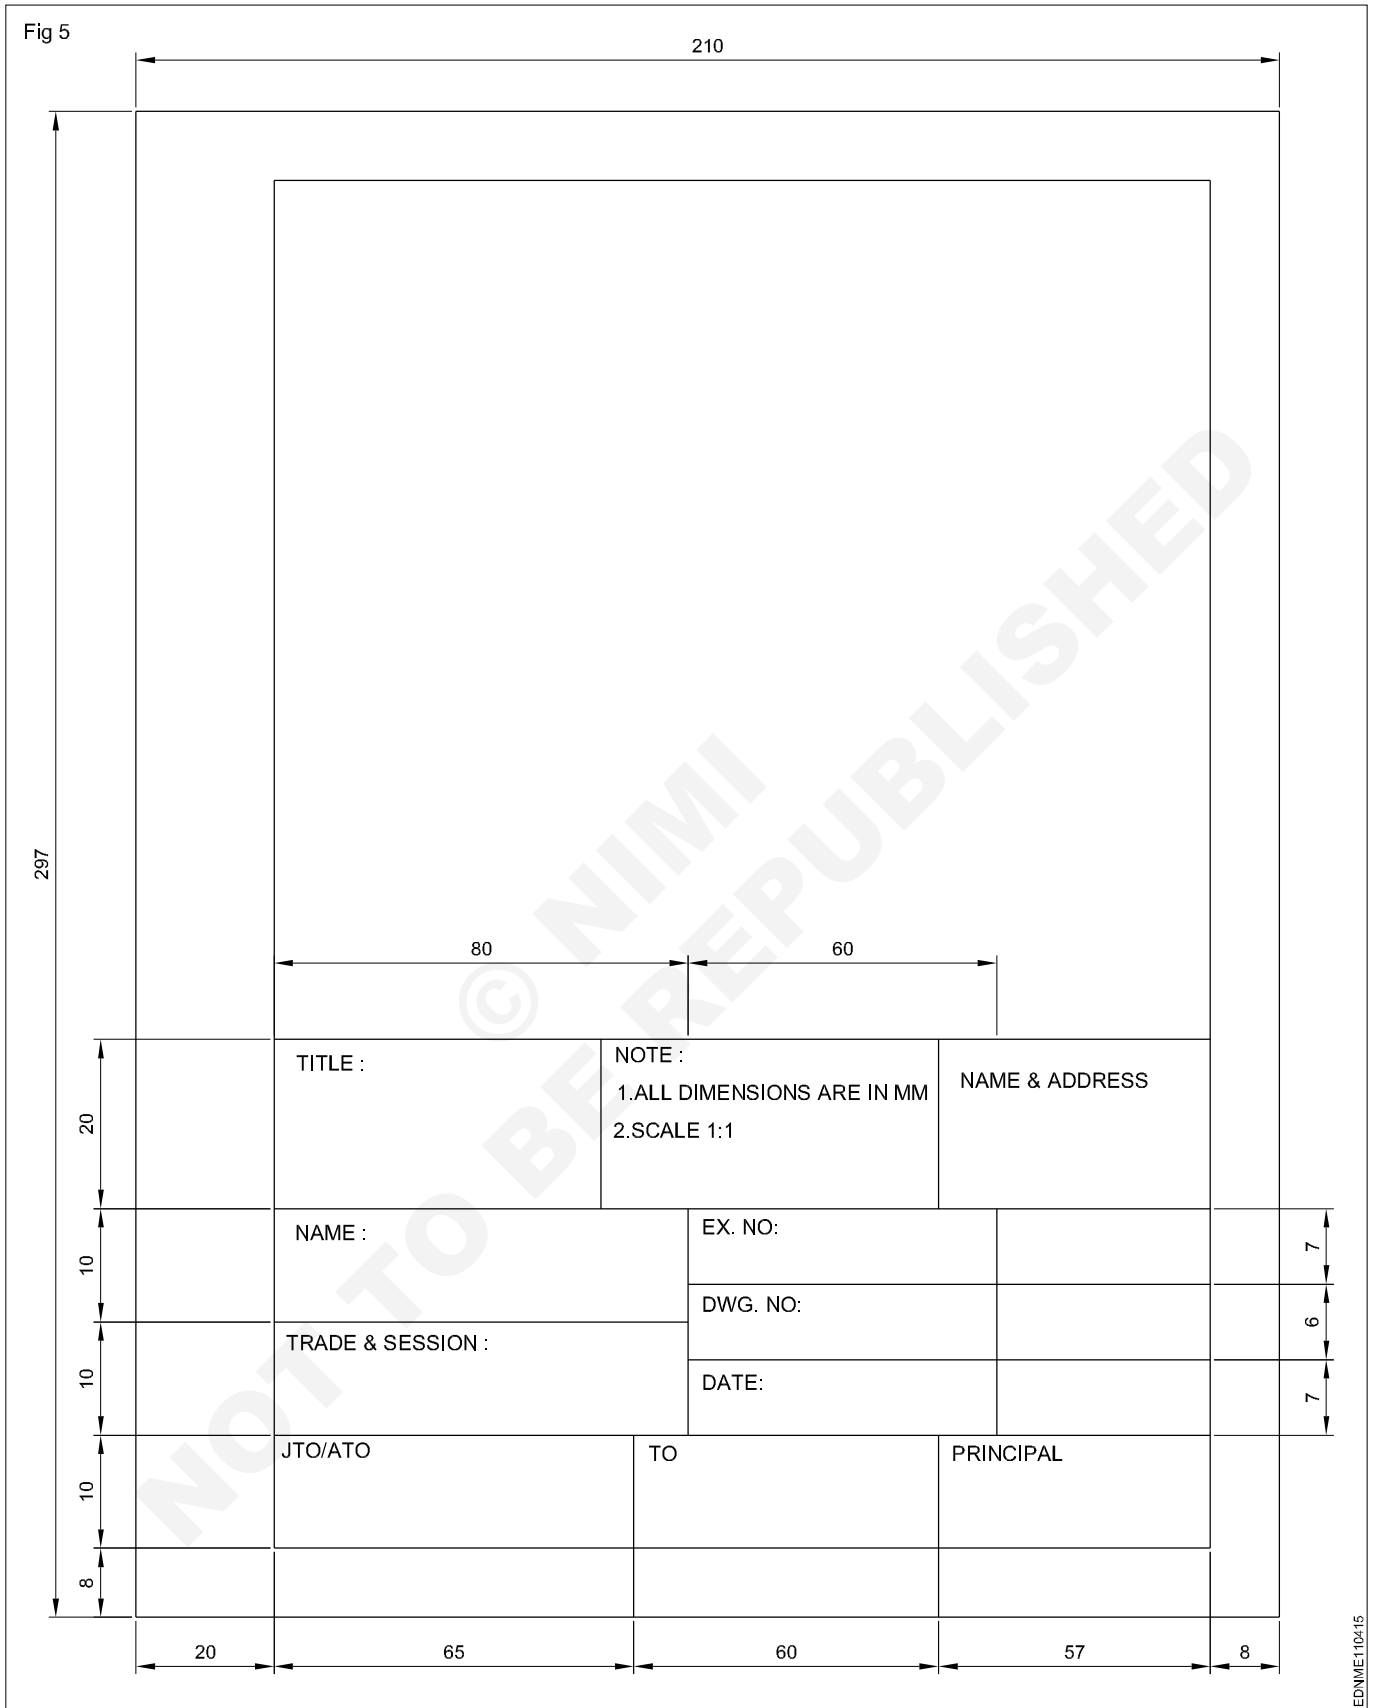 Fig 5
210
297
80 60
TITLE :
NOTE :
1.ALL DIMENSIONS ARE IN MM
2.SCALE 1:1
NAME & ADDRESS
20
NAME :
EX. NO:
7
10
DWG. NO:
6
TRADE & SESSION :
10
DATE:
7
JTO/ATO
TO
PRINCIPAL
10
8
20 65 60 57 8
EDNME110415
© NIMI
NOT TO BE REPUBLISHED